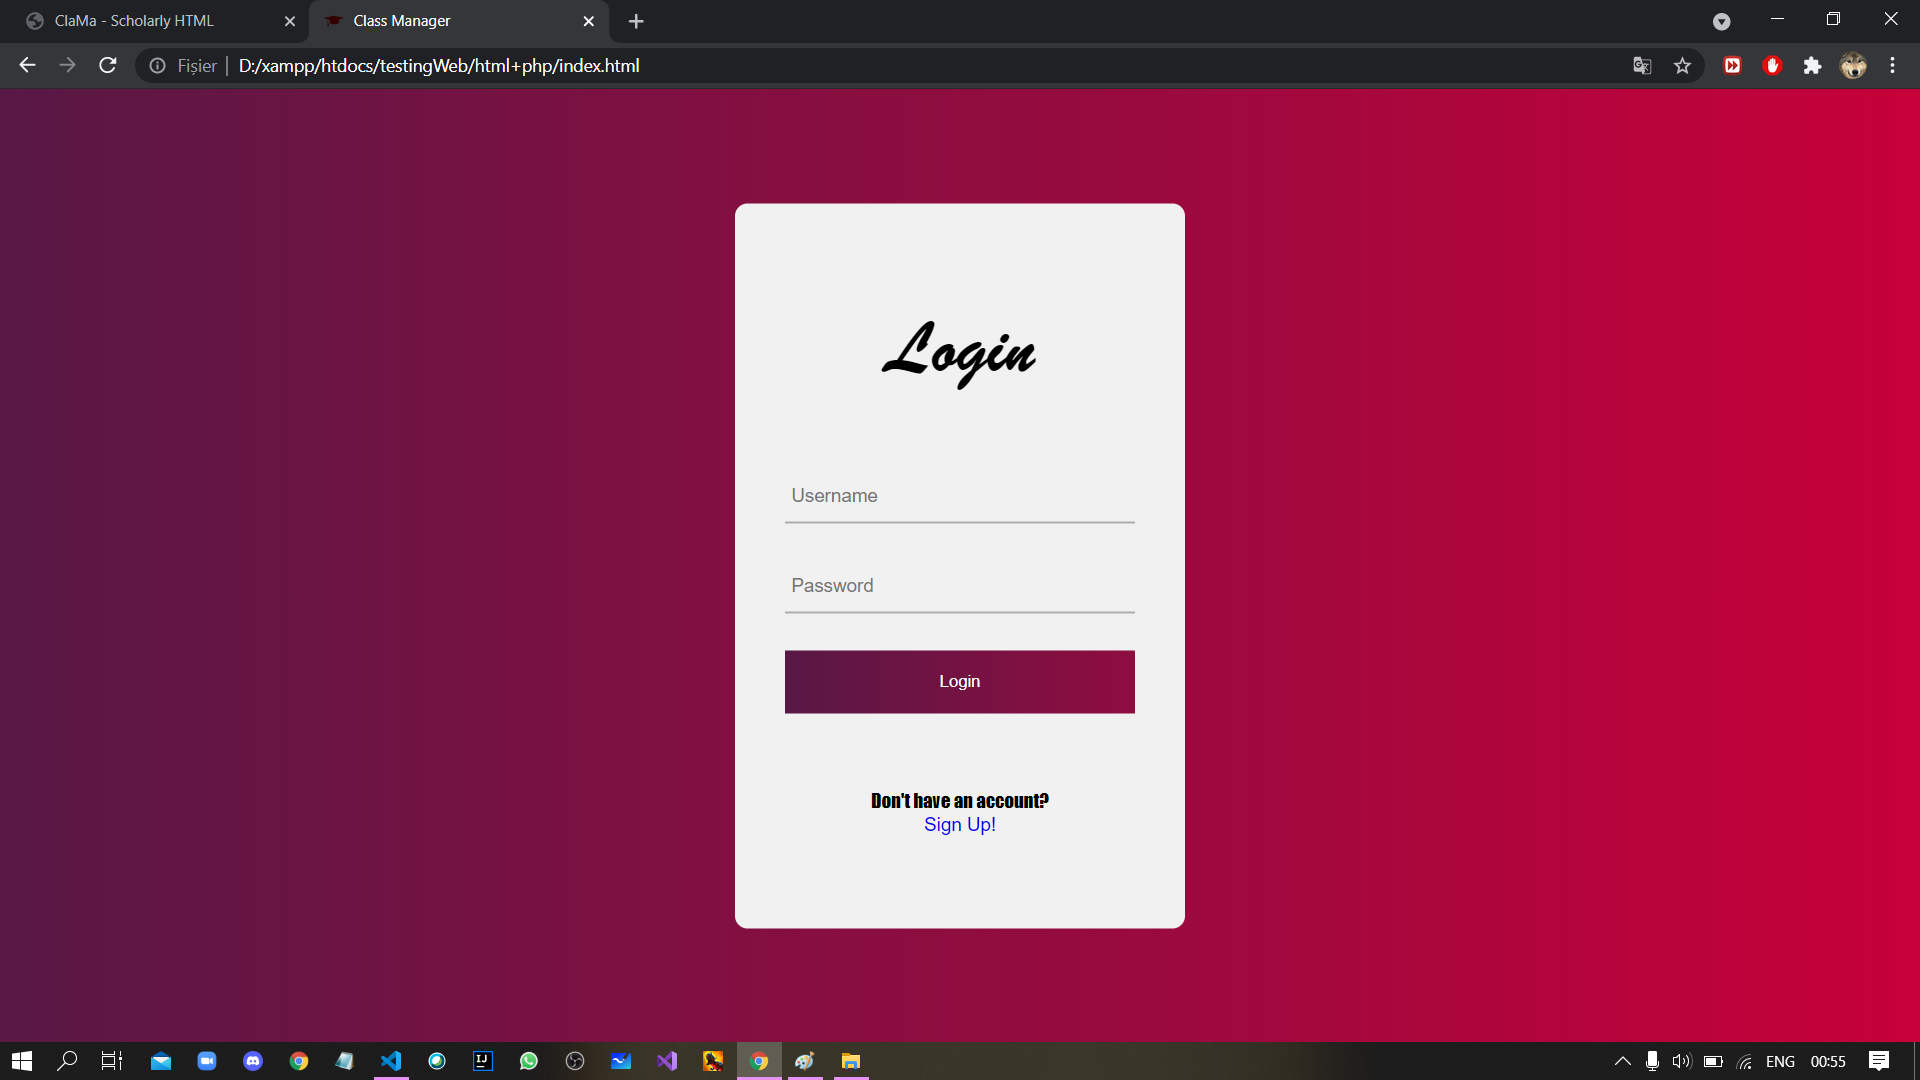 ClaMa - Scholarly HTML
Class Manager
Fișier
D:/xampp/htdocs/testingWeb/html+php/index.html
Login
Username
Password
Login
Don't have an account?
Sign Up!
ENG
00:55